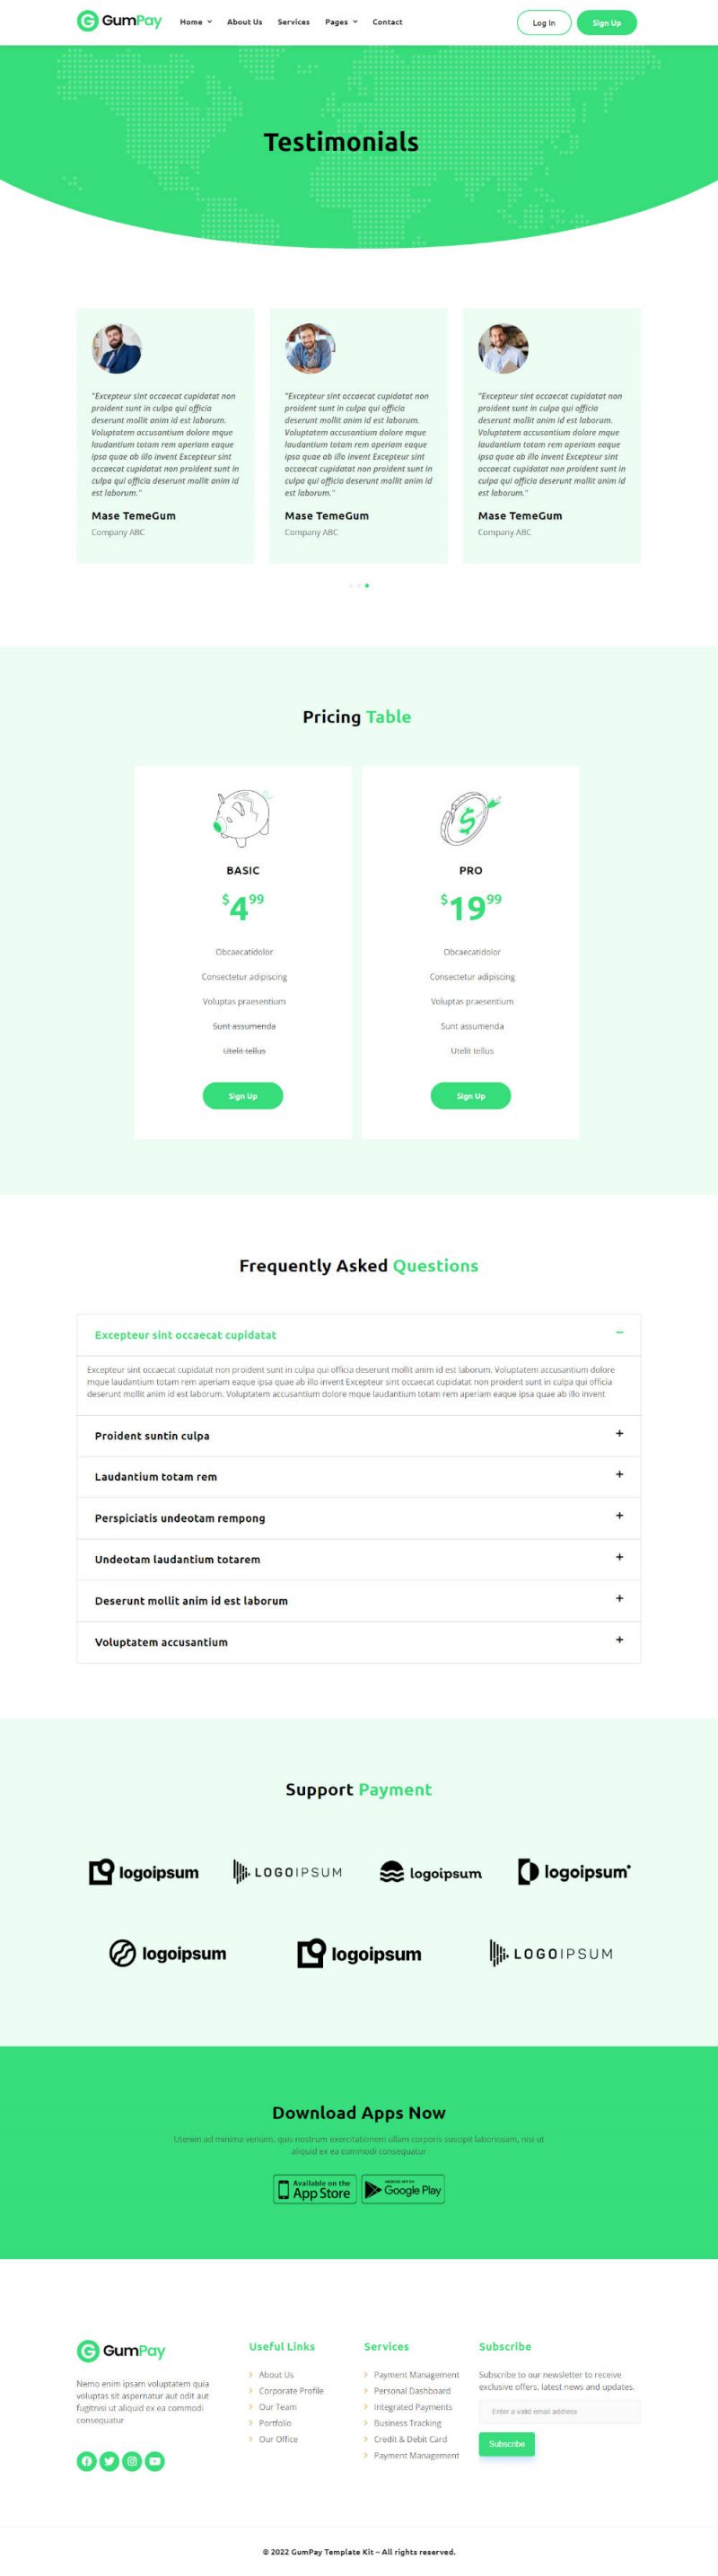 GumPay Home About Us Services Pages Contact Log In Sign Up
Testimonials
"Excepteur sint occaecat cupidatat non
proident sunt in culpa qui officia
deserunt mollit anim id est laborum.
Voluptatem accusantium dolore mque
laudantium totam rem aperiam eaque
ipsa quae ab illo invent Excepteur sint
occaecat cupidatat non proident sunt in
culpa qui officia deserunt mollit anim id
est laborum."
Mase TemeGum
Company ABC
"Excepteur sint occaecat cupidatat non
proident sunt in culpa qui officia
deserunt mollit anim id est laborum.
Voluptatem accusantium dolore mque
laudantium totam rem aperiam eaque
ipsa quae ab illo invent Excepteur sint
occaecat cupidatat non proident sunt in
culpa qui officia deserunt mollit anim id
est laborum."
Mase TemeGum
Company ABC
"Excepteur sint occaecat cupidatat non
proident sunt in culpa qui officia
deserunt mollit anim id est laborum.
Voluptatem accusantium dolore mque
laudantium totam rem aperiam eaque
ipsa quae ab illo invent Excepteur sint
occaecat cupidatat non proident sunt in
culpa qui officia deserunt mollit anim id
est laborum."
Mase TemeGum
Company ABC
Pricing Table
BASIC
$4 99
Obcaecatidolor
Consectetur adipiscing
Voluptas praesentium
Sunt assumenda
Utelit tellus
Sign Up
$
PRO
$19 99
Obcaecatidolor
Consectetur adipiscing
Voluptas praesentium
Sunt assumenda
Utelit tellus
Sign Up
Frequently Asked Questions
Excepteur sint occaecat cupidatat −
Excepteur sint occaecat cupidatat non proident sunt in culpa qui officia deserunt mollit anim id est laborum. Voluptatem accusantium dolore
mque laudantium totam rem aperiam eaque ipsa quae ab illo invent Excepteur sint occaecat cupidatat non proident sunt in culpa qui officia
deserunt mollit anim id est laborum. Voluptatem accusantium dolore mque laudantium totam rem aperiam eaque ipsa quae ab illo invent
Proident suntin culpa +
Laudantium totam rem +
Perspiciatis undeotam rempong +
Undeotam laudantium totarem +
Deserunt mollit anim id est laborum +
Voluptatem accusantium +
Support Payment
logoipsum LOGOIPSUM logoipsum logoipsum
logoipsum logoipsum LOGOIPSUM
Download Apps Now
Utenim ad minima veniam, quis nostrum exercitationem ullam corporis suscipit laboriosam, nisi ut
aliquid ex ea commodi consequatur
Available on the
App Store
Google Play
GumPay
Nemo enim ipsam voluptatem quia
voluptas sit aspernatur aut odit aut
fugitnisi ut aliquid ex ea commodi
consequatur
Useful Links
About Us
Corporate Profile
Our Team
Portfolio
Our Office
Services
Payment Management
Personal Dashboard
Integrated Payments
Business Tracking
Credit & Debit Card
Payment Management
Subscribe
Subscribe to our newsletter to receive
exclusive offers, latest news and updates.
Enter a valid email address
Subscribe
© 2022 GumPay Template Kit – All rights reserved.